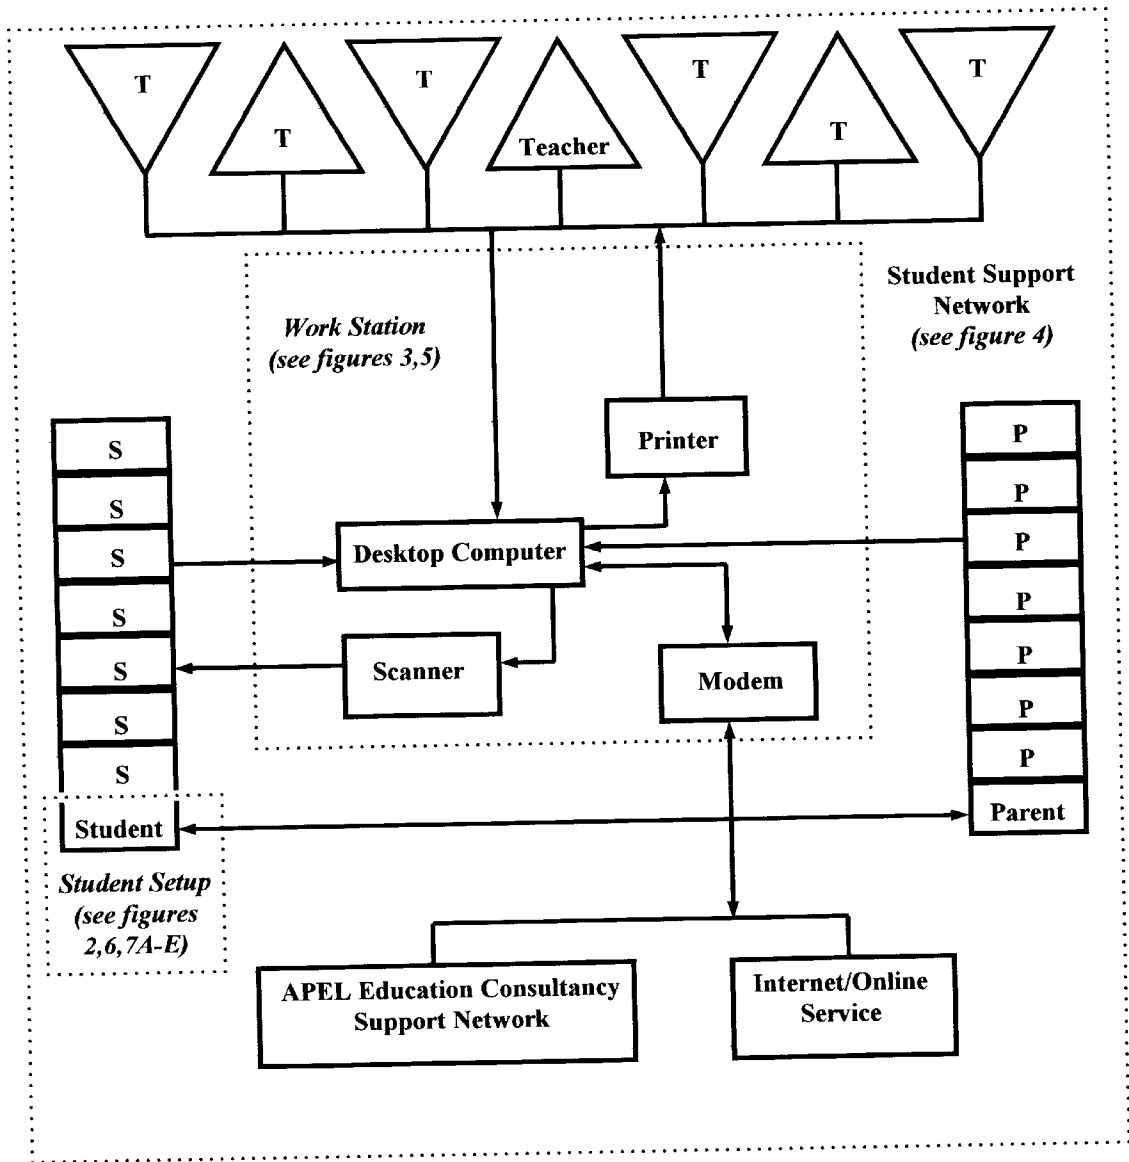 T
T
T
Teacher
T
T
T
Student Support
Network
(see figure 4)
Work Station
(see figures 3,5)
Printer
S
S
S
S
S
S
S
Student
P
P
P
P
P
P
P
Parent
Desktop Computer
Scanner
Modem
Student Setup
(see figures
2,6,7A-E)
APEL Education Consultancy
Support Network
Internet/Online
Service